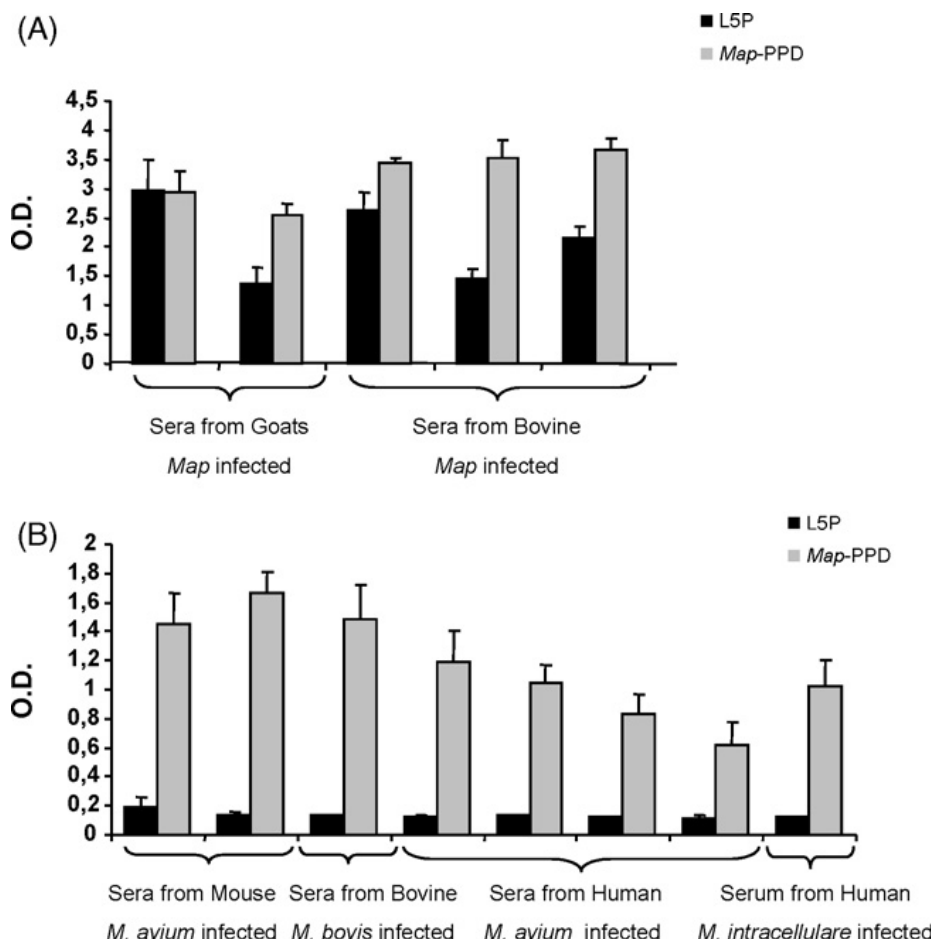 (A)
L5P
Map-PPD
4,5
4
3,5
3
2,5
2
1,5
1
0,5
0
O.D.
Sera from Goats
Map infected
Sera from Bovine
Map infected
(B)
L5P
Map-PPD
2
1,8
1,6
1,4
1,2
1
0,8
0,6
0,4
0,2
0
O.D.
Sera from Mouse
M. avium infected
Sera from Bovine
M. bovis infected
Sera from Human
M. avium infected
Serum from Human
M. intracellulare infected